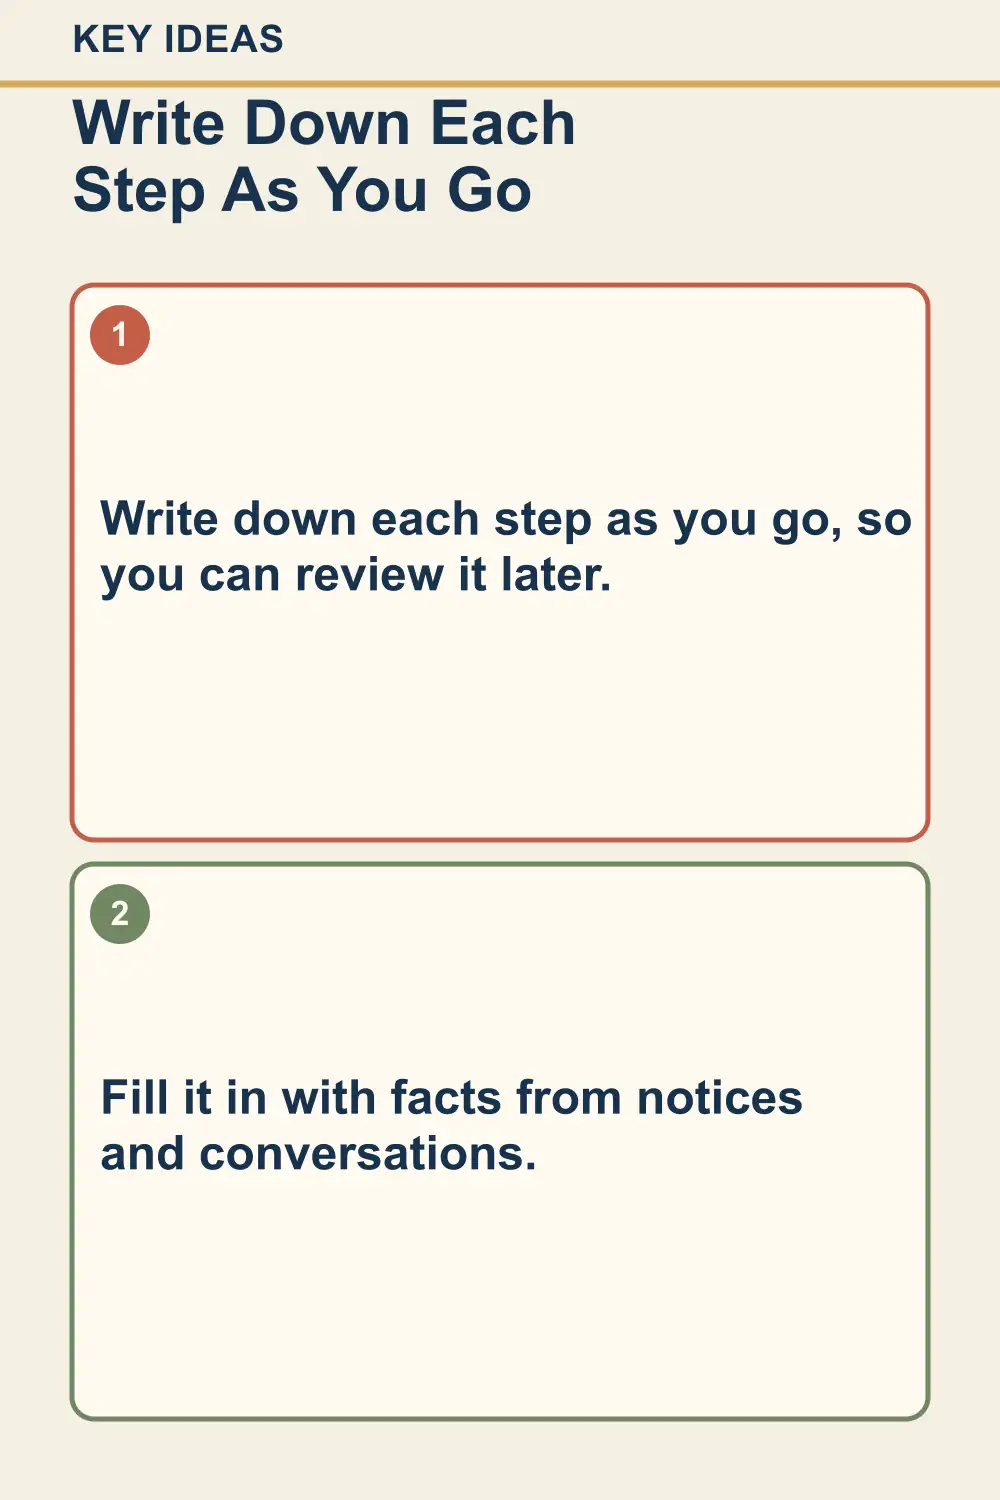 KEY IDEAS
Write Down Each
Step As You Go
1
Write down each step as you go, so
you can review it later.
2
Fill it in with facts from notices
and conversations.